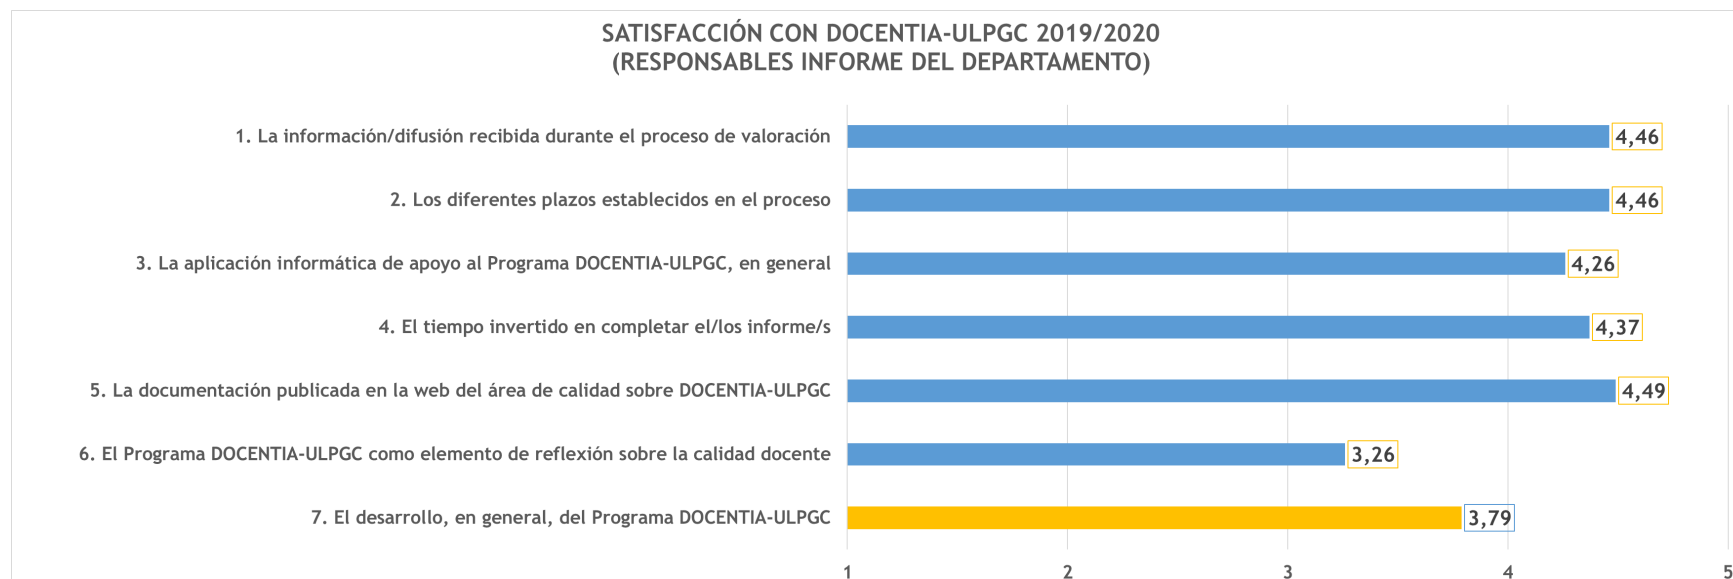 SATISFACCIÓN CON DOCENTIA-ULPGC 2019/2020
(RESPONSABLES INFORME DEL DEPARTAMENTO)
1. La información/difusión recibida durante el proceso de valoración 4,46
2. Los diferentes plazos establecidos en el proceso 4,46
3. La aplicación informática de apoyo al Programa DOCENTIA-ULPGC, en general 4,26
4. El tiempo invertido en completar el/los informe/s 4,37
5. La documentación publicada en la web del área de calidad sobre DOCENTIA-ULPGC 4,49
6. El Programa DOCENTIA-ULPGC como elemento de reflexión sobre la calidad docente 3,26
7. El desarrollo, en general, del Programa DOCENTIA-ULPGC 3,79
1 2 3 4 5